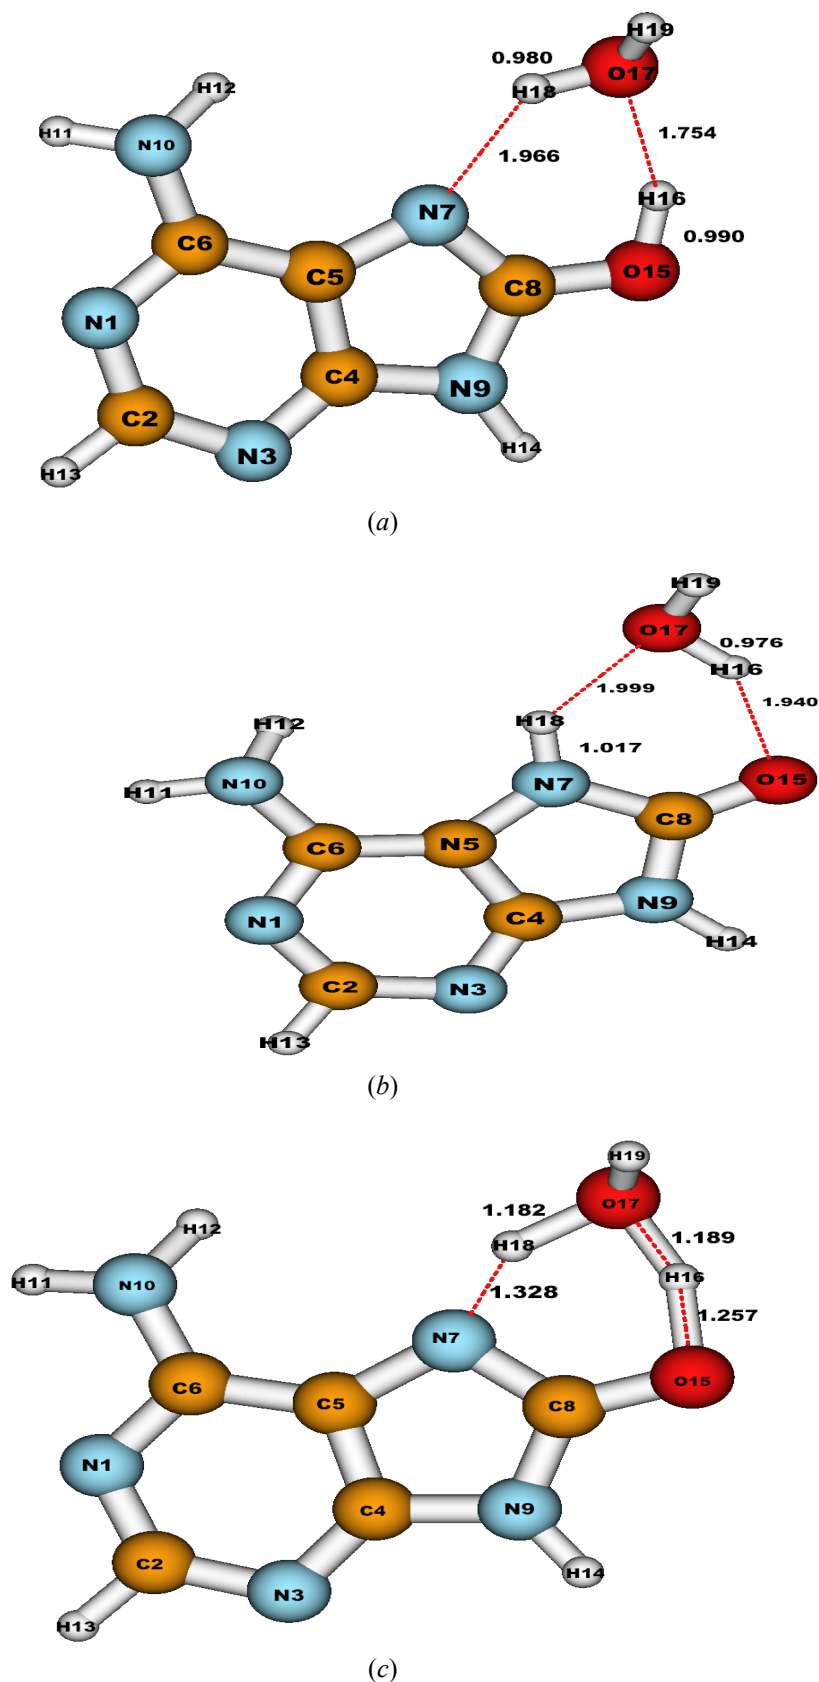 H19
0.980
O17
H18
H12
1.754
H11
N10
1.966
H16
N7
0.990
C6
C5
O15
C8
N1
C4
N9
C2
H14
N3
H13
(a)
H19
O17
0.976
H16
1.999
1.940
H18
H12
1.017
N10
N7
O15
H11
C8
C6
N5
N9
N1
C4
H14
C2
N3
H13
(b)
H19
O17
1.182
H12
1.189
H18
H16
H11
N10
1.328
1.257
N7
C6
O15
C5
C8
N1
C4
N9
C2
H14
N3
H13
(c)